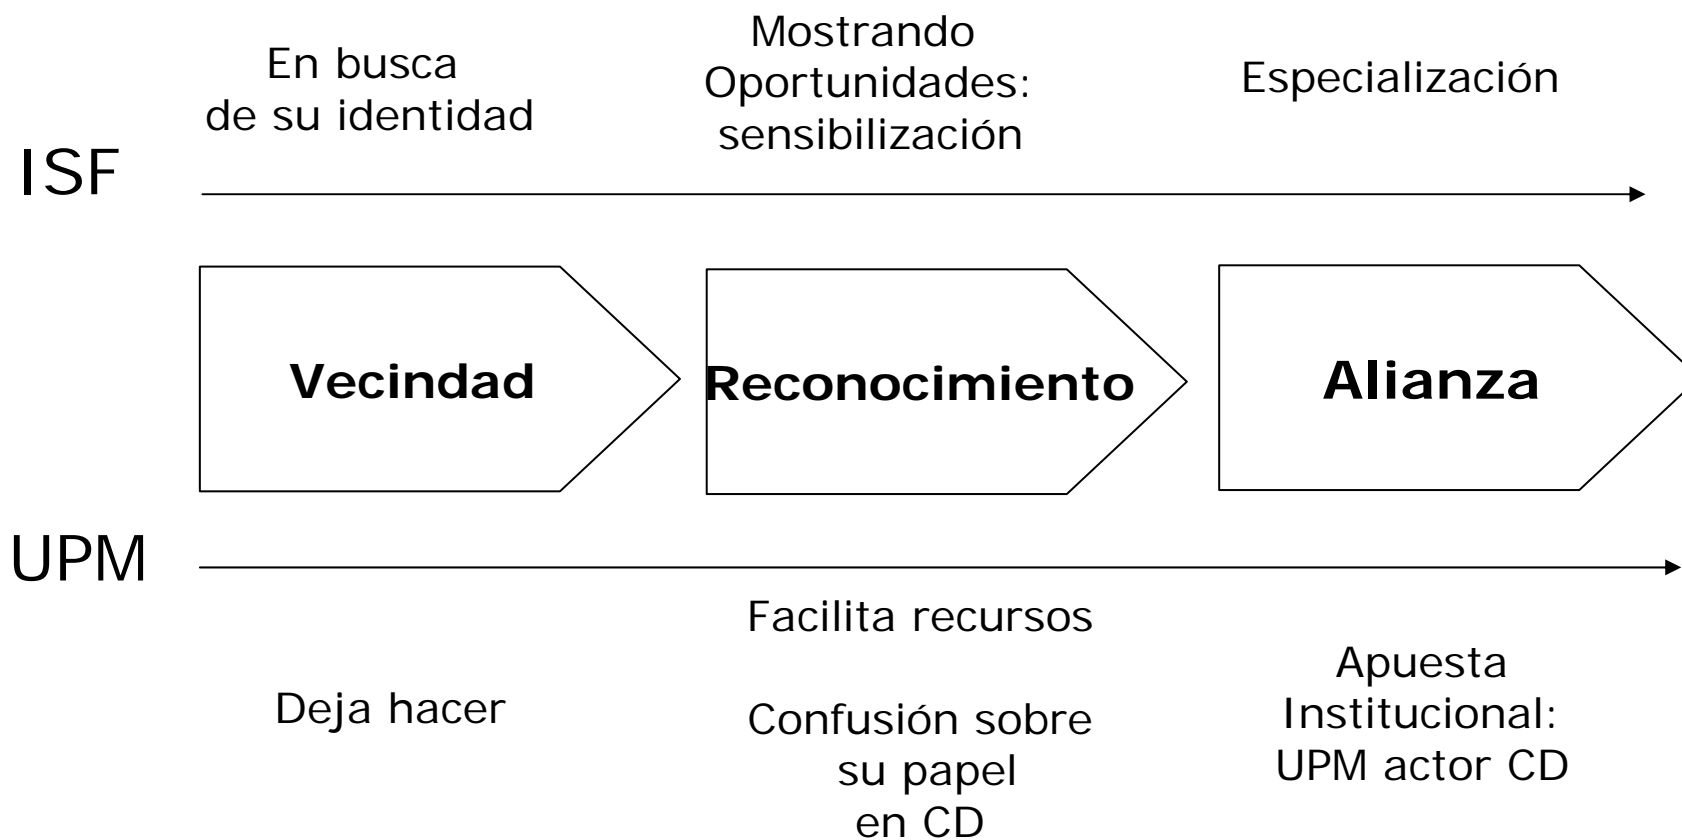 En busca
de su identidad
Mostrando
Oportunidades:
sensibilización
Especialización
ISF
Vecindad
Reconocimiento
Alianza
UPM
Deja hacer
Facilita recursos
Confusión sobre
su papel
en CD
Apuesta
Institucional:
UPM actor CD